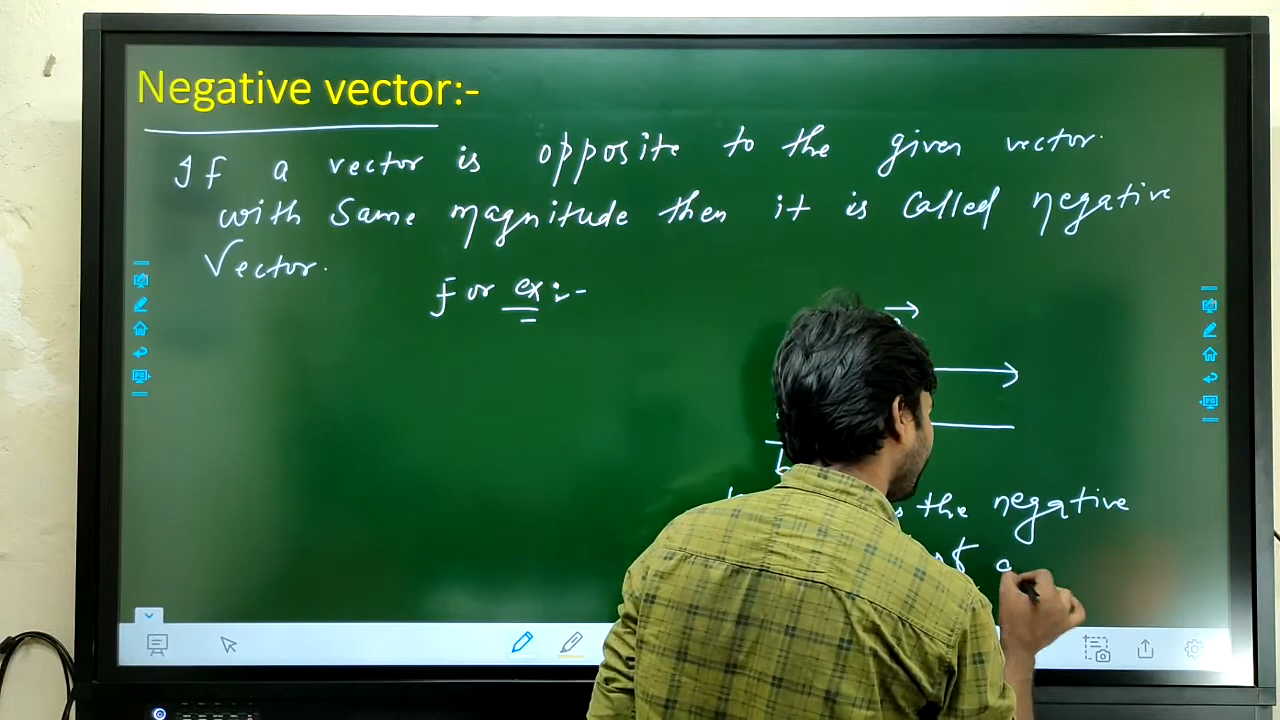 Negative vector:-
If a vector is opposite to the given vector.
with same magnitude then it is called negative
Vector.
for ex:-
b
the negative
of a